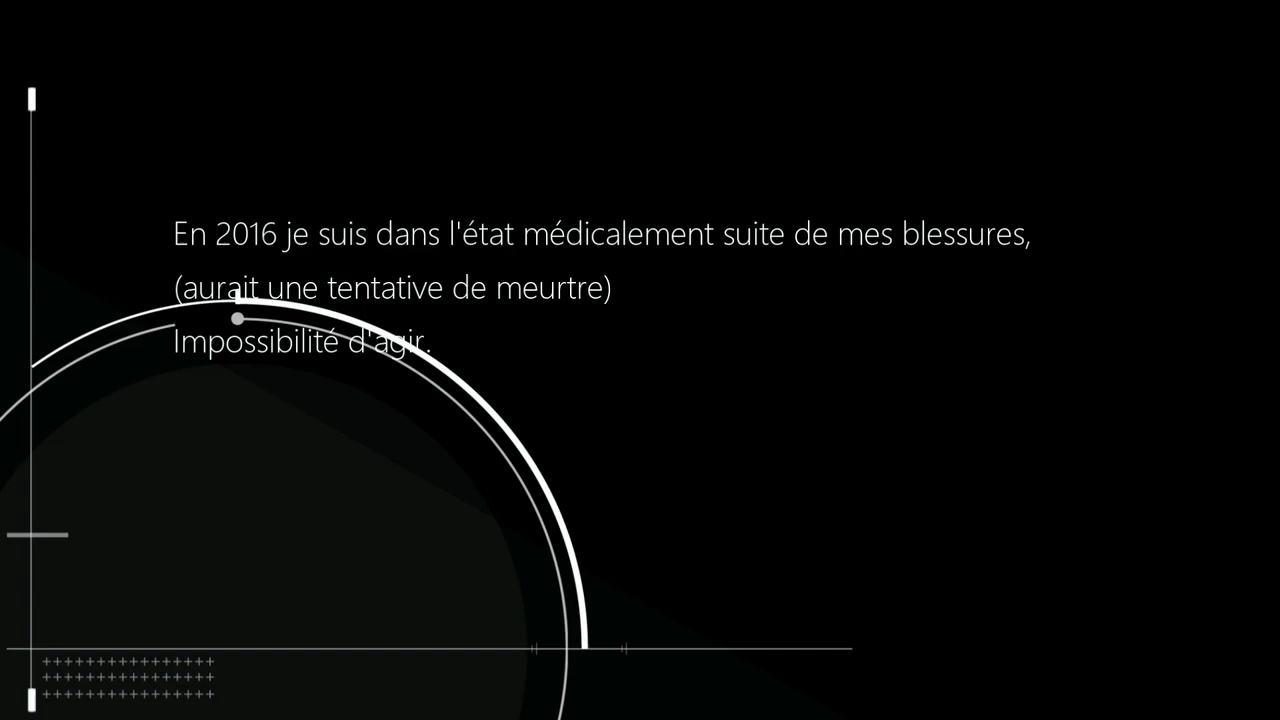 En 2016 je suis dans l'état médicalement suite de mes blessures,
(aurait une tentative de meurtre)
Impossibilité d'agir.